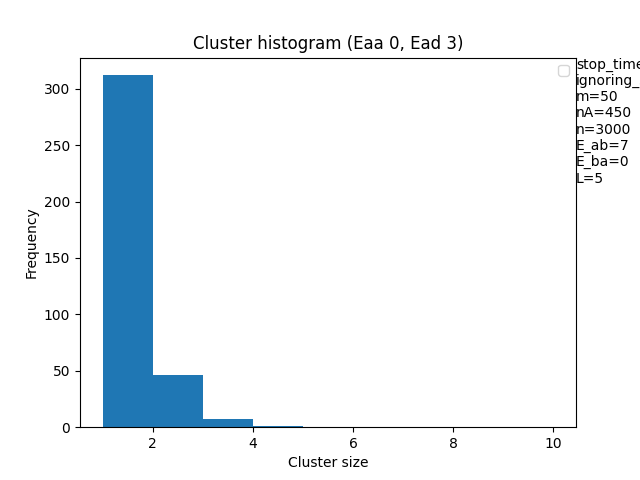 Cluster histogram (Eaa 0, Ead 3)
stop_time
ignoring_
m=50
nA=450
n=3000
E_ab=7
E_ba=0
L=5
300
250
200
150
100
50
0
Frequency
2 4 6 8 10
Cluster size